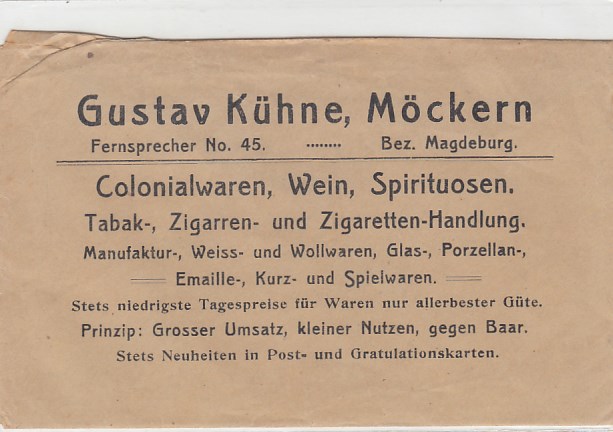 Gustav Kühne, Möckern
Fernsprecher No. 45. ........ Bez. Magdeburg.
Colonialwaren, Wein, Spirituosen.
Tabak-, Zigarren- und Zigaretten-Handlung.
Manufaktur-, Weiss- und Wollwaren, Glas-, Porzellan-,
Emaille-, Kurz- und Spielwaren.
Stets niedrigste Tagespreise für Waren nur allerbester Güte.
Prinzip: Grosser Umsatz, kleiner Nutzen, gegen Baar.
Stets Neuheiten in Post- und Gratulationskarten.